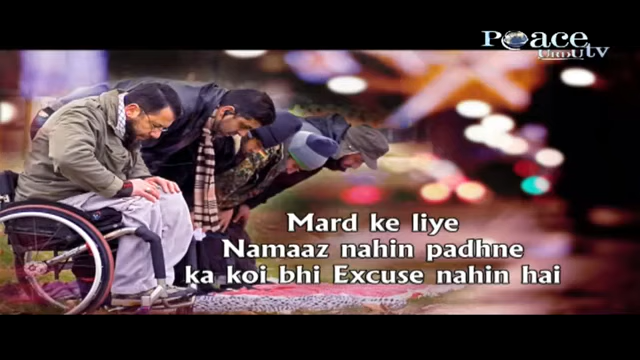 Peace
Urdu tv
Mard ke liye
Namaaz nahin padhne
ka koi bhi Excuse nahin hai